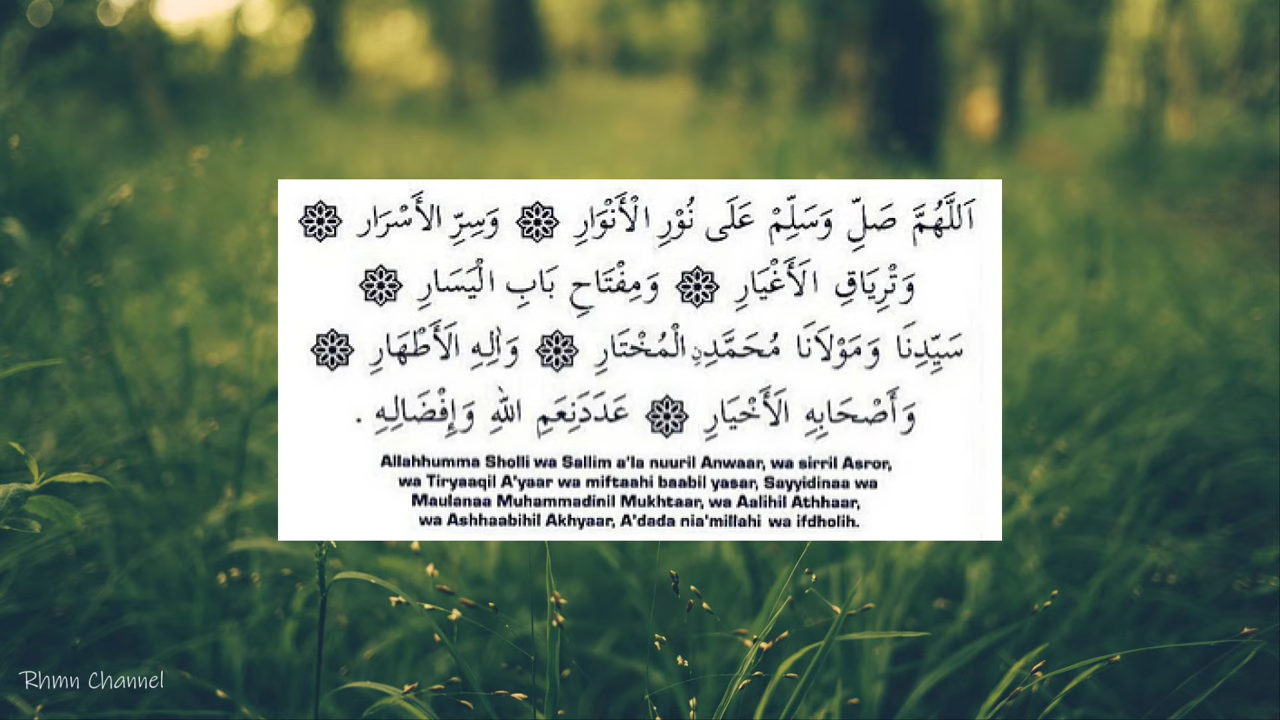 اَللَّهُمَّ صَلِّ وَسَلِّمْ عَلَى نُوْرِ الْأَنْوَارِ ۞ وَسِرِّ الأَسْرَار ۞
وَتْرِيَاقِ الَأَغْيَارِ ۞ وَمِفْتَاحِ بَابِ الْيَسَارِ ۞
سَيِّدِنَا وَمَوْلَانَا مُحَمَّدِنِ الْمُخْتَارِ ۞ وَاٰلِهِ الَأَطْهَارِ ۞
وَأَصْحَابِهِ الَأَخْيَارِ ۞ عَدَدَنِعَمِ اللهِ وَإِفْضَالِهِ .
Allahhumma Sholli wa Sallim a'la nuuril Anwaar, wa sirril Asror,
wa Tiryaaqil A'yaar wa miftaahi baabil yasar, Sayyidinaa wa
Maulanaa Muhammadinil Mukhtaar, wa Aalihil Athhaar,
wa Ashhaabihil Akhyaar, A'dada nia'millahi wa ifdholih.
Rhmn Channel